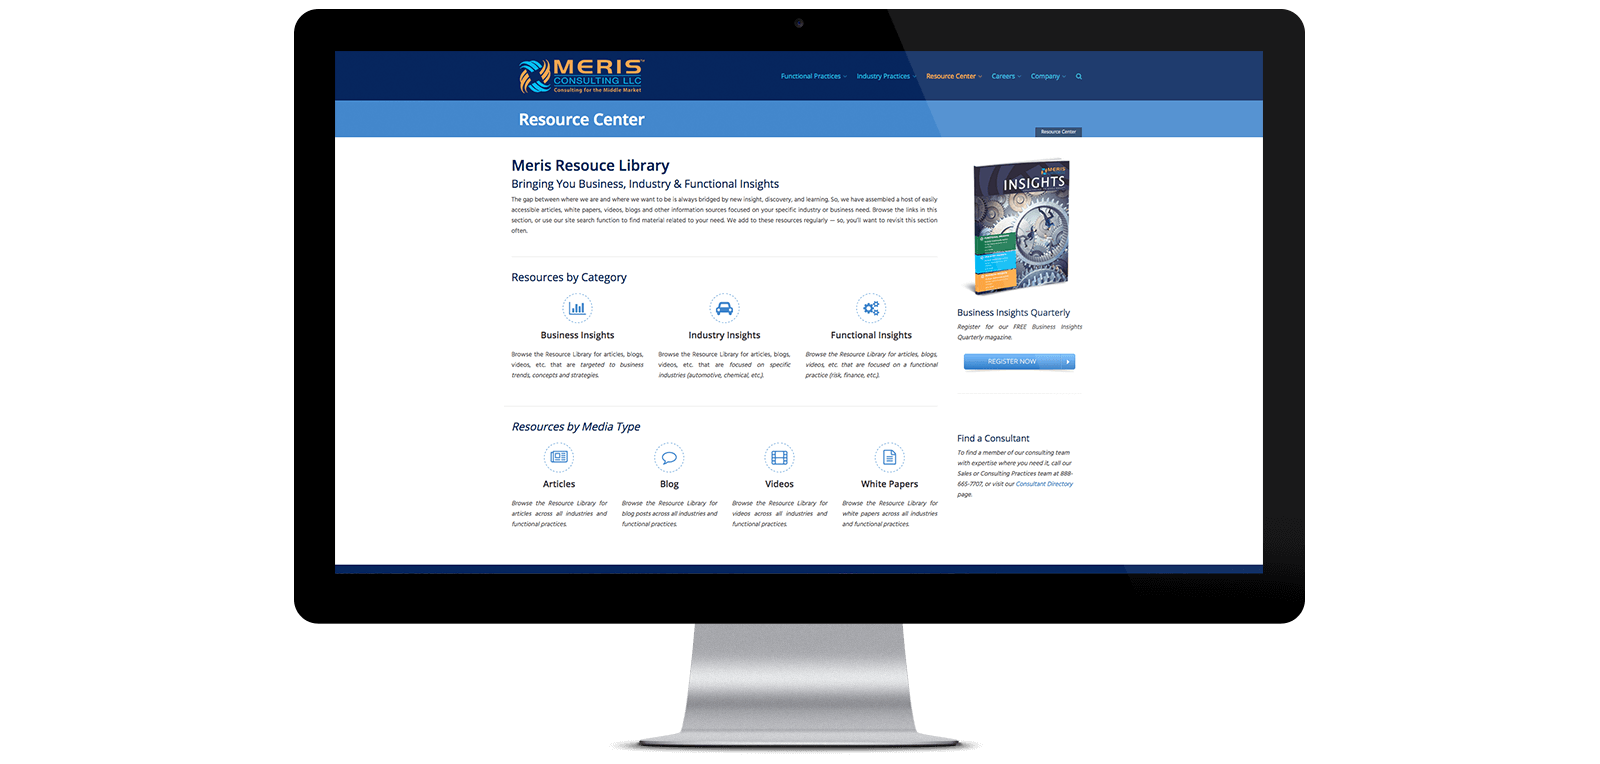 MERIS™
CONSULTING LLC
Consulting for the Middle Market
Functional Practices
Industry Practices
Resource Center
Careers
Company
Resource Center
Resource Center
Meris Resouce Library
Bringing You Business, Industry & Functional Insights
The gap between where we are and where we want to be is always bridged by new insight, discovery, and learning. So, we have assembled a host of easily
accessible articles, white papers, videos, blogs and other information sources focused on your specific industry or business need. Browse the links in this
section, or use our site search function to find material related to your need. We add to these resources regularly — so, you'll want to revisit this section
often.
Resources by Category
Business Insights
Browse the Resource Library for articles, blogs,
videos, etc. that are targeted to business
trends, concepts and strategies.
Industry Insights
Browse the Resource Library for articles, blogs,
videos, etc. that are focused on specific
industries (automotive, chemical, etc.).
Functional Insights
Browse the Resource Library for articles, blogs,
videos, etc. that are focused on a functional
practice (risk, finance, etc.).
Resources by Media Type
Articles
Browse the Resource Library for
articles across all industries and
functional practices.
Blog
Browse the Resource Library for
blog posts across all industries and
functional practices.
Videos
Browse the Resource Library for
videos across all industries and
functional practices.
White Papers
Browse the Resource Library for
white papers across all industries
and functional practices.
MERIS
INSIGHTS
Business Insights Quarterly
Register for our FREE Business Insights
Quarterly magazine.
REGISTER NOW
Find a Consultant
To find a member of our consulting team
with expertise where you need it, call our
Sales or Consulting Practices team at 888-
665-7707, or visit our Consultant Directory
page.